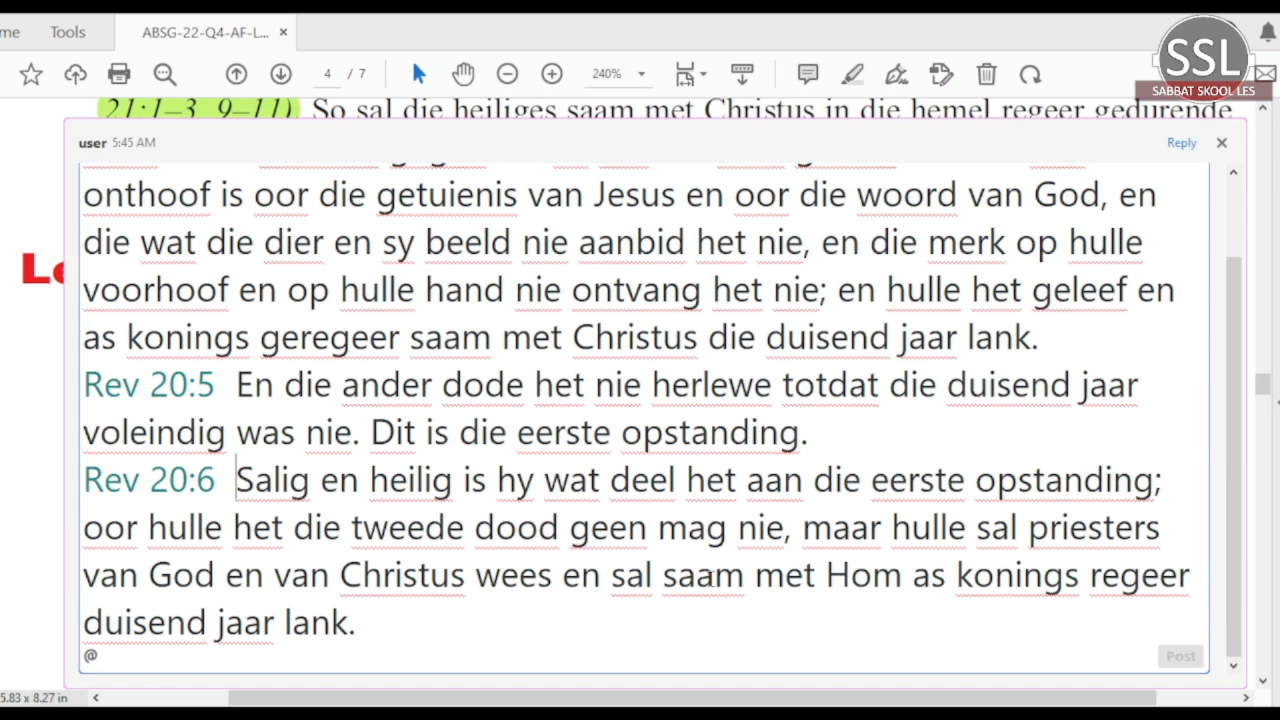 me
Tools
ABSG-22-Q4-AF-L... ×
SSL
SABBAT SKOOL LES
4 / 7
240%
21:1–3, 9–11) So sal die heiliges saam met Christus in die hemel regeer gedurende
user 5:45 AM
Reply
onthoof is oor die getuienis van Jesus en oor die woord van God, en
die wat die dier en sy beeld nie aanbid het nie, en die merk op hulle
voorhoof en op hulle hand nie ontvang het nie; en hulle het geleef en
as konings geregeer saam met Christus die duisend jaar lank.
Rev 20:5 En die ander dode het nie herlewe totdat die duisend jaar
voleindig was nie. Dit is die eerste opstanding.
Rev 20:6 Salig en heilig is hy wat deel het aan die eerste opstanding;
oor hulle het die tweede dood geen mag nie, maar hulle sal priesters
van God en van Christus wees en sal saam met Hom as konings regeer
duisend jaar lank.
@
Post
5.83 x 8.27 in